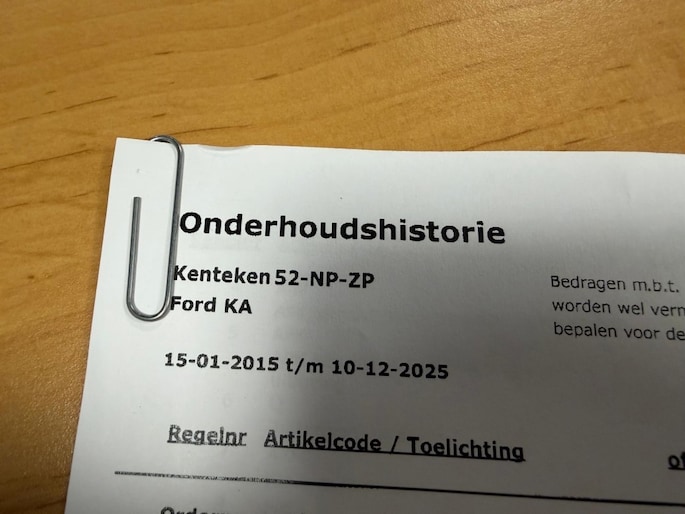 Onderhoudshistorie
Kenteken 52-NP-ZP
Ford KA
Bedragen m.b.t.
worden wel
bepalen voor de
15-01-2015 t/m 10-12-2025
Regelnr Artikelcode / Toelichting